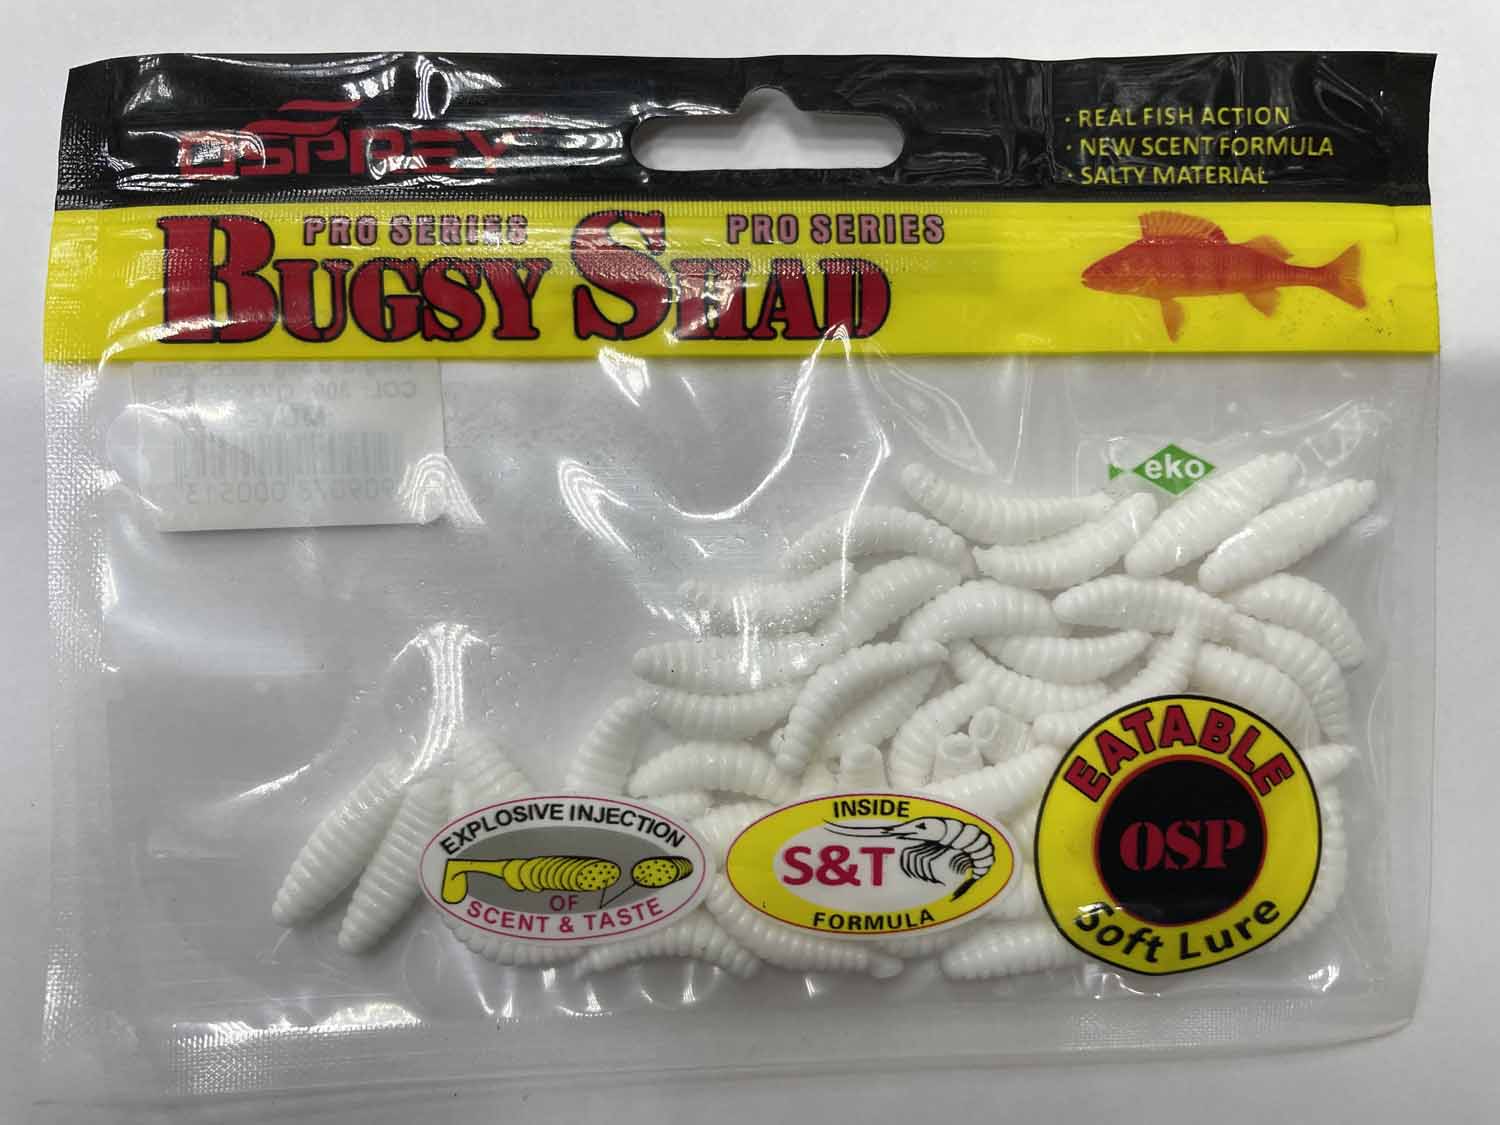 OSPREY
· REAL FISH ACTION
· NEW SCENT FORMULA
· SALTY MATERIAL
PRO SERIES PRO SERIES
BUGSY SHAD
eko
EXPLOSIVE INJECTION
OF
SCENT & TASTE
INSIDE
S&T
FORMULA
EATABLE
OSP
Soft Lure